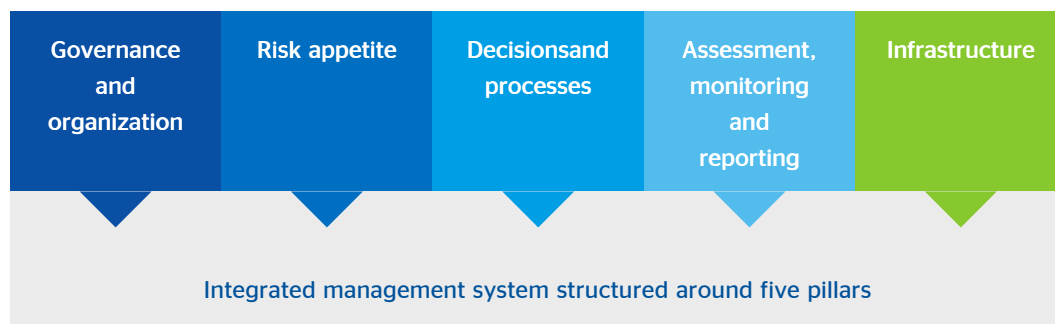 Governance
and
organization
Risk appetite
Decisionsand
processes
Assessment,
monitoring
and
reporting
Infrastructure
Integrated management system structured around five pillars